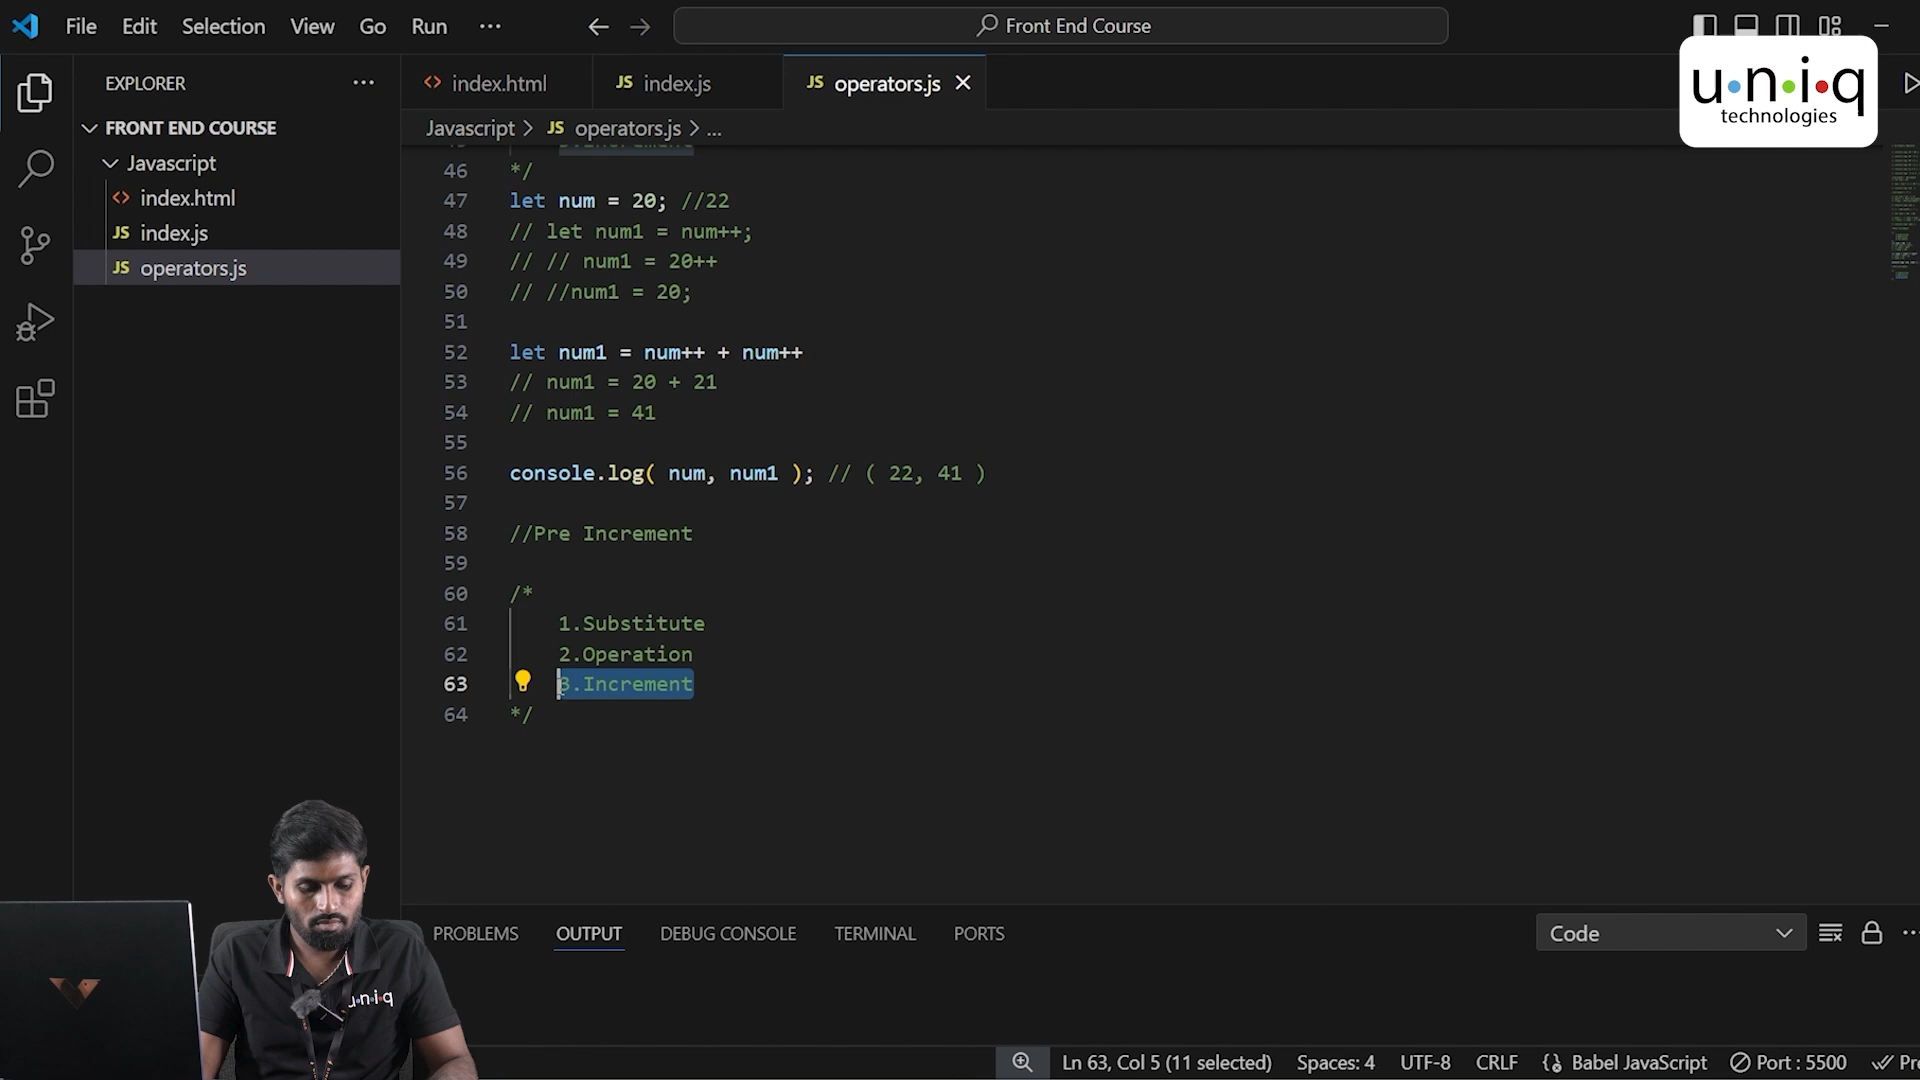 File Edit Selection View Go Run ···
Front End Course
u·n·i·q
technologies
EXPLORER
FRONT END COURSE
Javascript
<> index.html
JS index.js
JS operators.js
<> index.html
JS index.js
JS operators.js
Javascript > JS operators.js > ...
46 */
47 let num = 20; //22
48 // let num1 = num++;
49 // // num1 = 20++
50 // //num1 = 20;
51
52 let num1 = num++ + num++
53 // num1 = 20 + 21
54 // num1 = 41
55
56 console.log( num, num1 ); // ( 22, 41 )
57
58 //Pre Increment
59
60 /*
61 1.Substitute
62 2.Operation
63 3.Increment
64 */
u·n·i·q
PROBLEMS OUTPUT DEBUG CONSOLE TERMINAL PORTS
Code
Ln 63, Col 5 (11 selected) Spaces: 4 UTF-8 CRLF {} Babel JavaScript Port : 5500